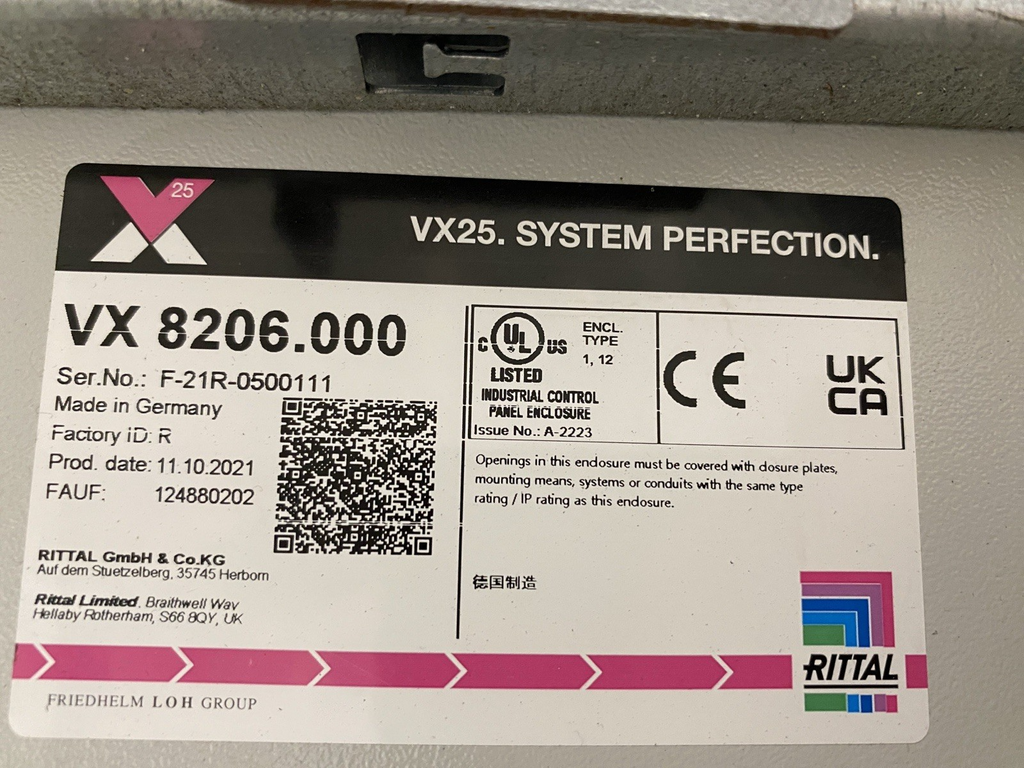 25
VX25. SYSTEM PERFECTION.
VX 8206.000
Ser.No.: F-21R-0500111
Made in Germany
Factory ID: R
Prod. date: 11.10.2021
FAUF: 124880202
RITTAL GmbH & Co.KG
Auf dem Stuetzelberg, 35745 Herborn
Rittal Limited, Braithwell Way
Hellaby Rotherham, S66 8QY, UK
C UL US
LISTED
INDUSTRIAL CONTROL
PANEL ENCLOSURE
Issue No.: A-2223
ENCL.
TYPE
1, 12
CE
UK
CA
Openings in this enclosure must be covered with closure plates,
mounting means, systems or conduits with the same type
rating / IP rating as this enclosure.
德国制造
RITTAL
FRIEDHELM LOH GROUP